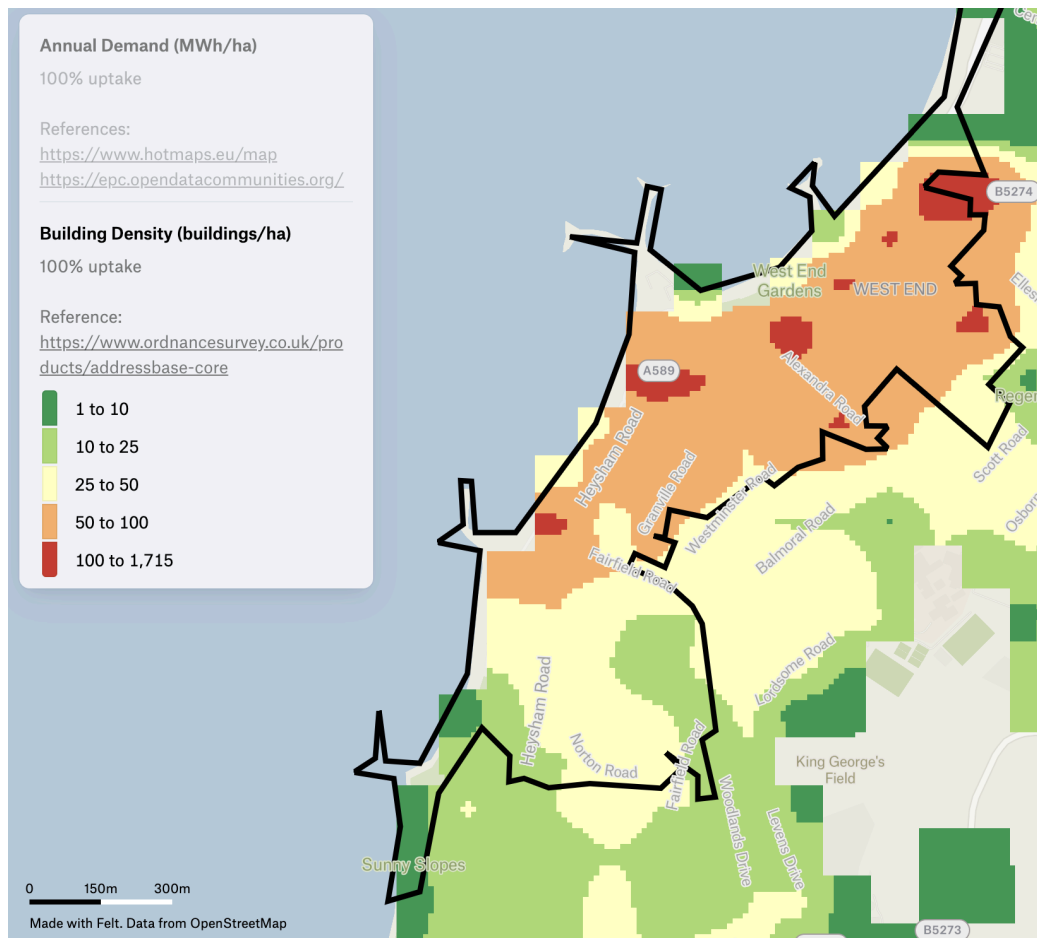 Annual Demand (MWh/ha)
100% uptake
References:
https://www.hotmaps.eu/map
https://epc.opendatacommunities.org/
Building Density (buildings/ha)
100% uptake
Reference:
https://www.ordnancesurvey.co.uk/pro
ducts/addressbase-core
1 to 10
10 to 25
25 to 50
50 to 100
100 to 1,715
B5274
West End
Gardens
WEST END
A589
Alexandra Road
Heysham Road
Granville Road
Westminster Road
Scott Road
Balmoral Road
Fairfield Road
Lordsome Road
Heysham Road
Norton Road
Fairfield Road
King George's
Field
Woodlands Drive
Levens Drive
Sunny Slopes
B5273
0 150m 300m
Made with Felt. Data from OpenStreetMap